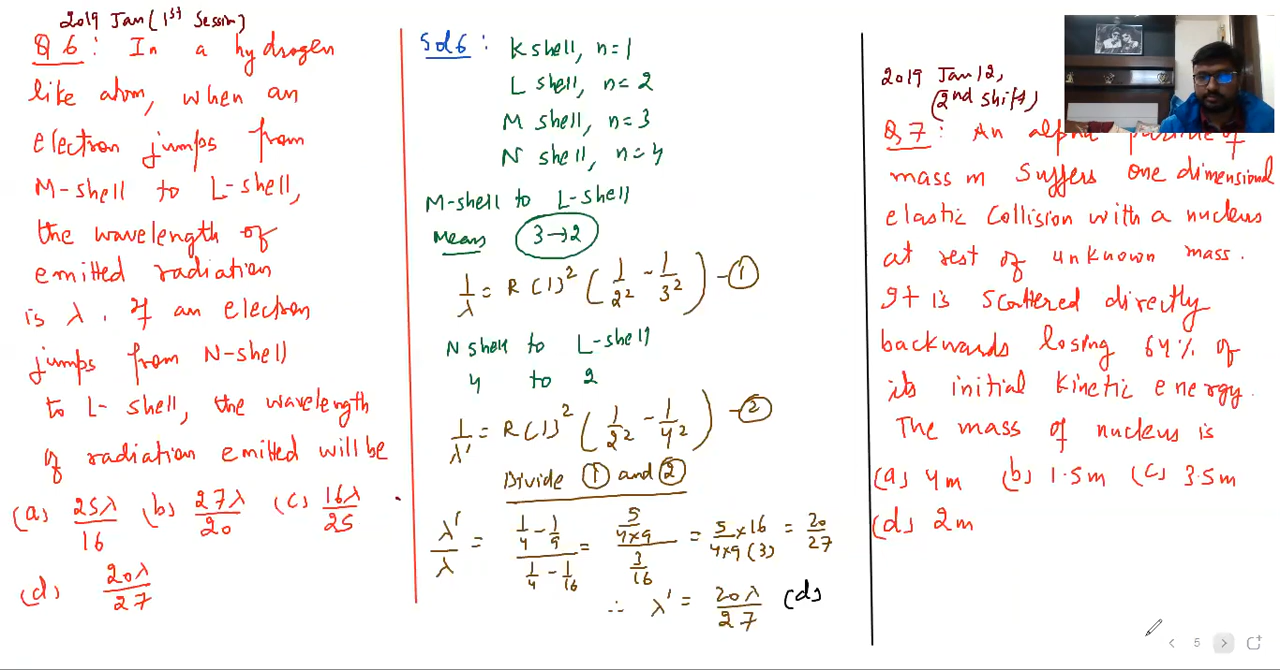 2019 Jan (1st Session)
Q6: In a hydrogen
like atom, when an
electron jumps from
M-shell to L-shell,
the wavelength of
emitted radiation
is λ. If an electron
jumps from N-shell
to L-shell, the wavelength
of radiation emitted will be
(a) 25λ/16 (b) 27λ/20 (c) 16λ/25
(d) 20λ/27
Sol6: K shell, n=1
L shell, n=2
M shell, n=3
N shell, n=4
M-shell to L-shell
Means 3→2
1/λ = R(1)² (1/2² - 1/3²) -①
N shell to L-shell
4 to 2
1/λ' = R(1)² (1/2² - 1/4²) -②
Divide ① and ②
λ'/λ = (1/4 - 1/9)/(1/4 - 1/16) = (5/(4×9))/(3/16) = 5×16/(4×9(3)) = 20/27
∴ λ' = 20λ/27 (d)
2019 Jan 12,
(2nd Shift)
Q7: An alpha of
mass m suffers one dimensional
elastic collision with a nucleus
at rest of unknown mass.
It is scattered directly
backwards losing 64% of
its initial kinetic energy.
The mass of nucleus is
(a) 4m (b) 1.5m (c) 3.5m
(d) 2m
5